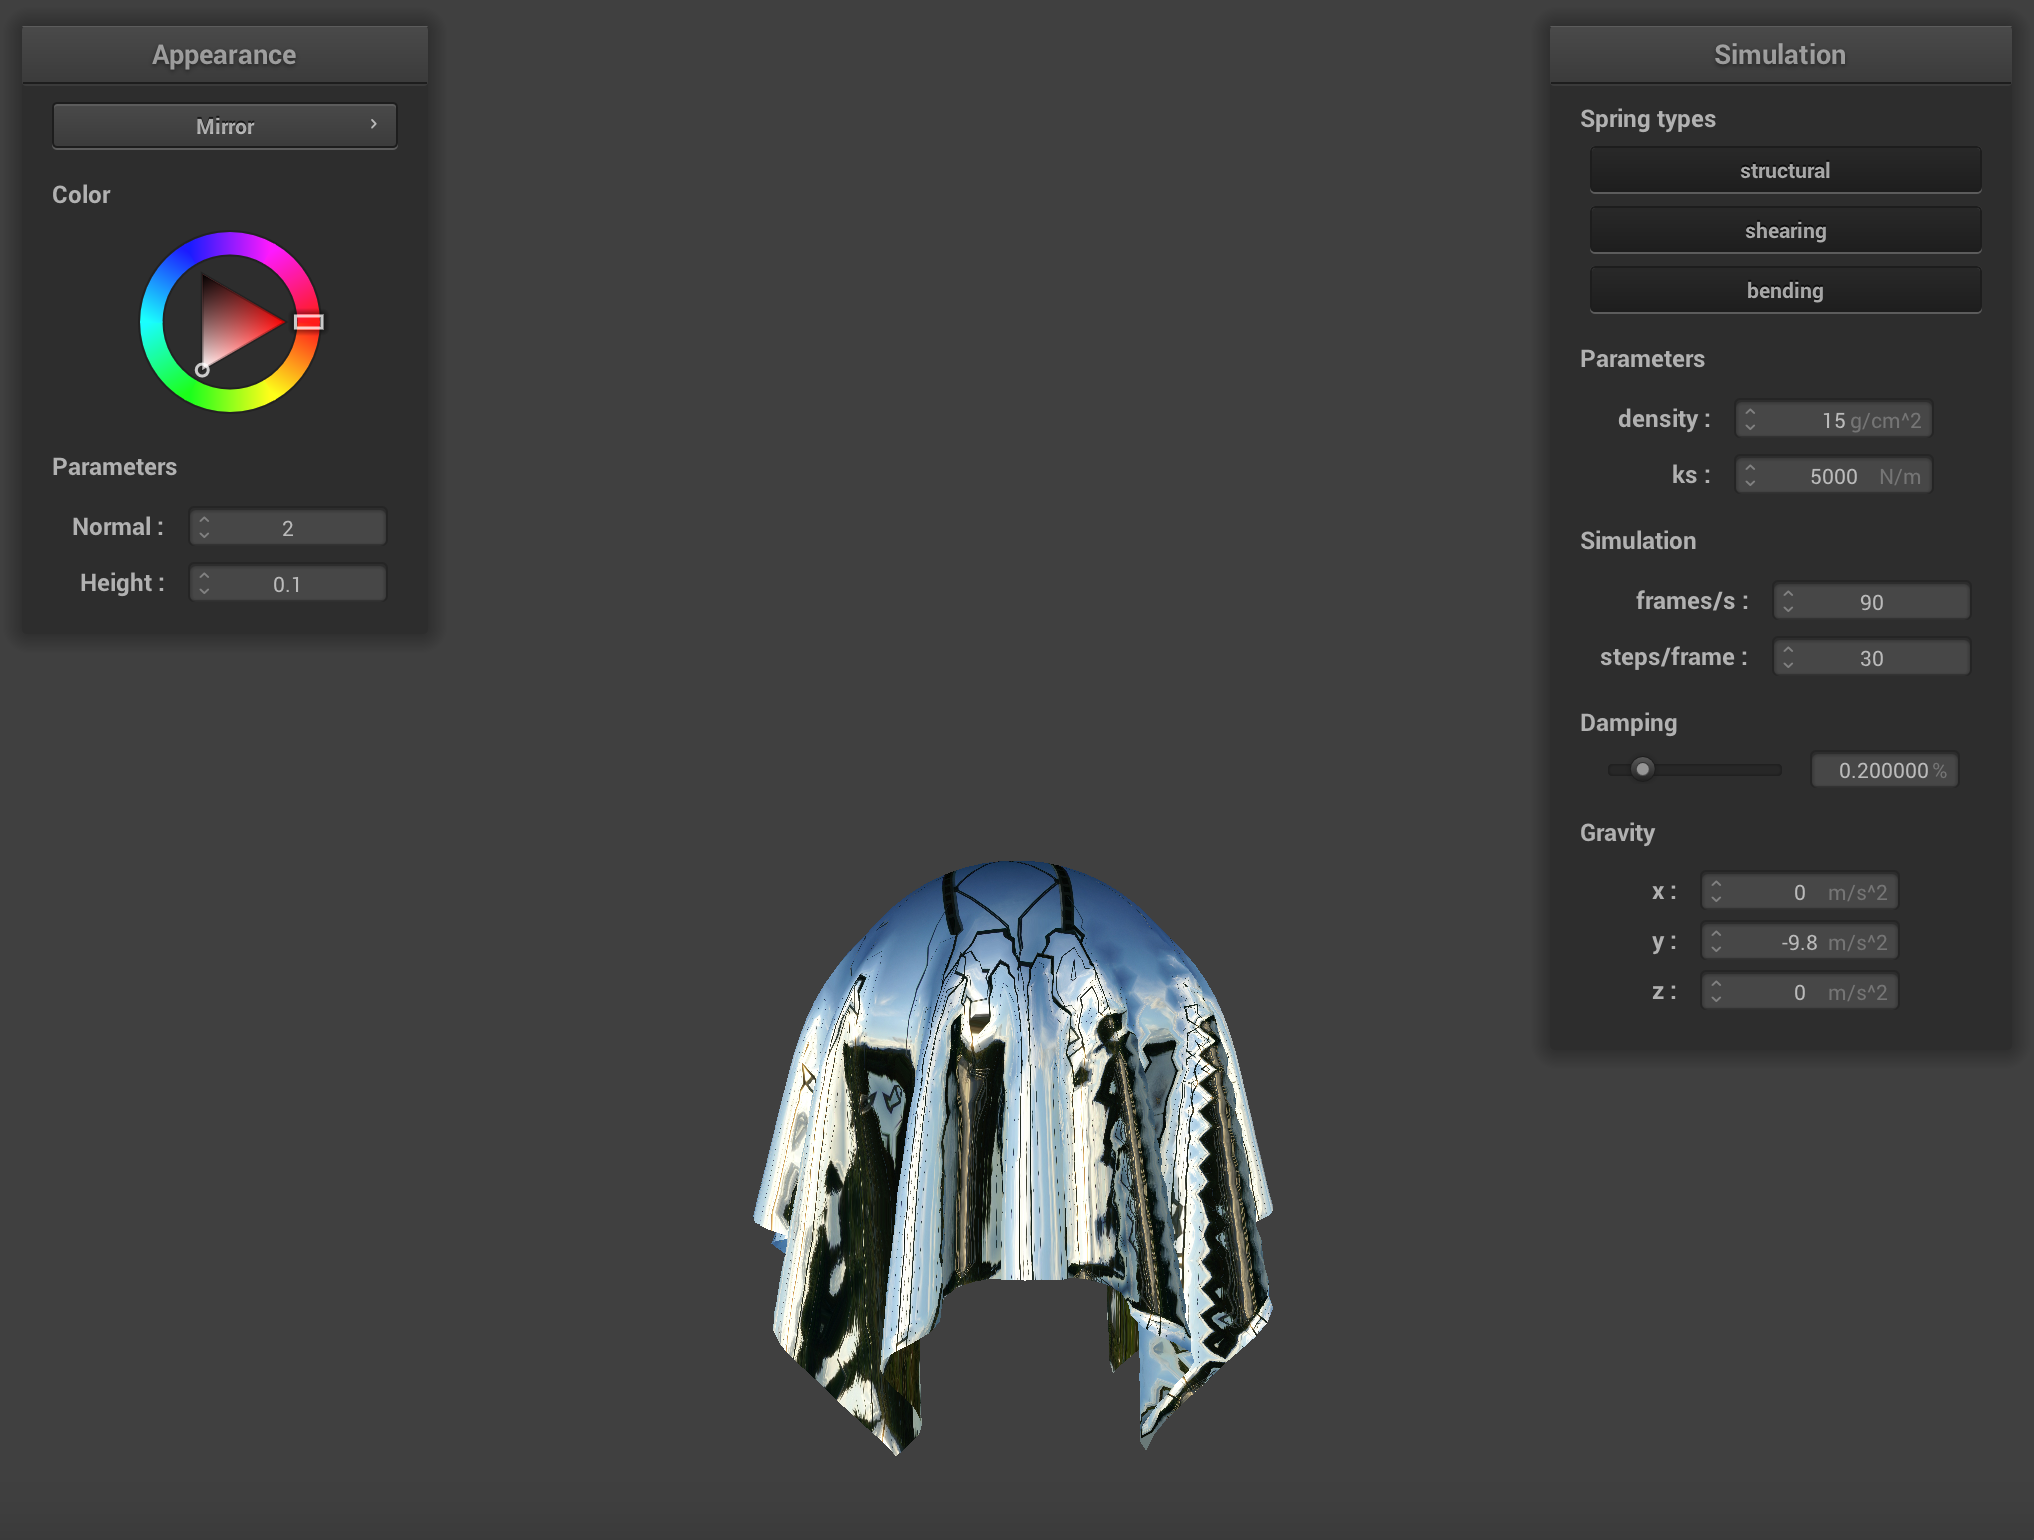 Appearance
Mirror
Color
Parameters
Normal : 2
Height : 0.1
Simulation
Spring types
structural
shearing
bending
Parameters
density : 15 g/cm^2
ks : 5000 N/m
Simulation
frames/s : 90
steps/frame : 30
Damping
0.200000 %
Gravity
x : 0 m/s^2
y : -9.8 m/s^2
z : 0 m/s^2